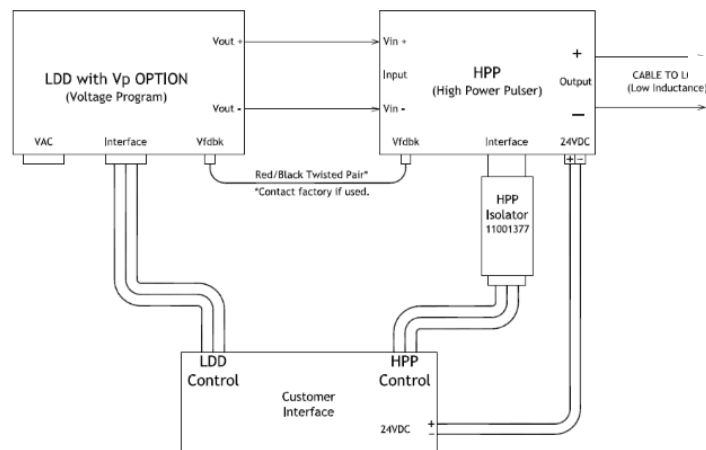 Vout +
Vin +
HPP
+
LDD with Vp OPTION
Input
Output
CABLE TO
(Voltage Program)
(High Power Pulser)
(Low Inductance)
Vout -
Vin -
−
VAC
Interface
Vfdbk
Vfdbk
Interface
24VDC
+ −
Red/Black Twisted Pair*
*Contact factory if used.
HPP
Isolator
11001377
LDD
Control
HPP
Control
Customer
Interface
24VDC
+
−